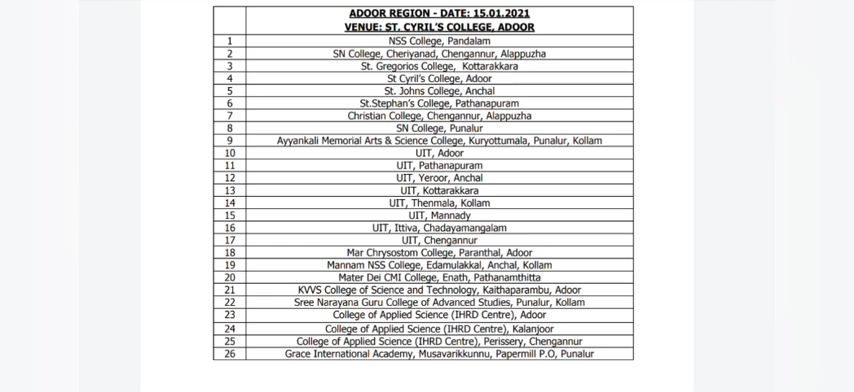 ADOOR REGION - DATE: 15.01.2021
VENUE: ST. CYRIL'S COLLEGE, ADOOR
1 NSS College, Pandalam
2 SN College, Cheriyanad, Chengannur, Alappuzha
3 St. Gregorios College, Kottarakkara
4 St Cyril's College, Adoor
5 St. Johns College, Anchal
6 St.Stephan's College, Pathanapuram
7 Christian College, Chengannur, Alappuzha
8 SN College, Punalur
9 Ayyankali Memorial Arts & Science College, Kuryottumala, Punalur, Kollam
10 UIT, Adoor
11 UIT, Pathanapuram
12 UIT, Yeroor, Anchal
13 UIT, Kottarakkara
14 UIT, Thenmala, Kollam
15 UIT, Mannady
16 UIT, Ittiva, Chadayamangalam
17 UIT, Chengannur
18 Mar Chrysostom College, Paranthal, Adoor
19 Mannam NSS College, Edamulakkal, Anchal, Kollam
20 Mater Dei CMI College, Enath, Pathanamthitta
21 KVVS College of Science and Technology, Kaithaparambu, Adoor
22 Sree Narayana Guru College of Advanced Studies, Punalur, Kollam
23 College of Applied Science (IHRD Centre), Adoor
24 College of Applied Science (IHRD Centre), Kalanjoor
25 College of Applied Science (IHRD Centre), Perissery, Chengannur
26 Grace International Academy, Musavarikkunnu, Papermill P.O, Punalur